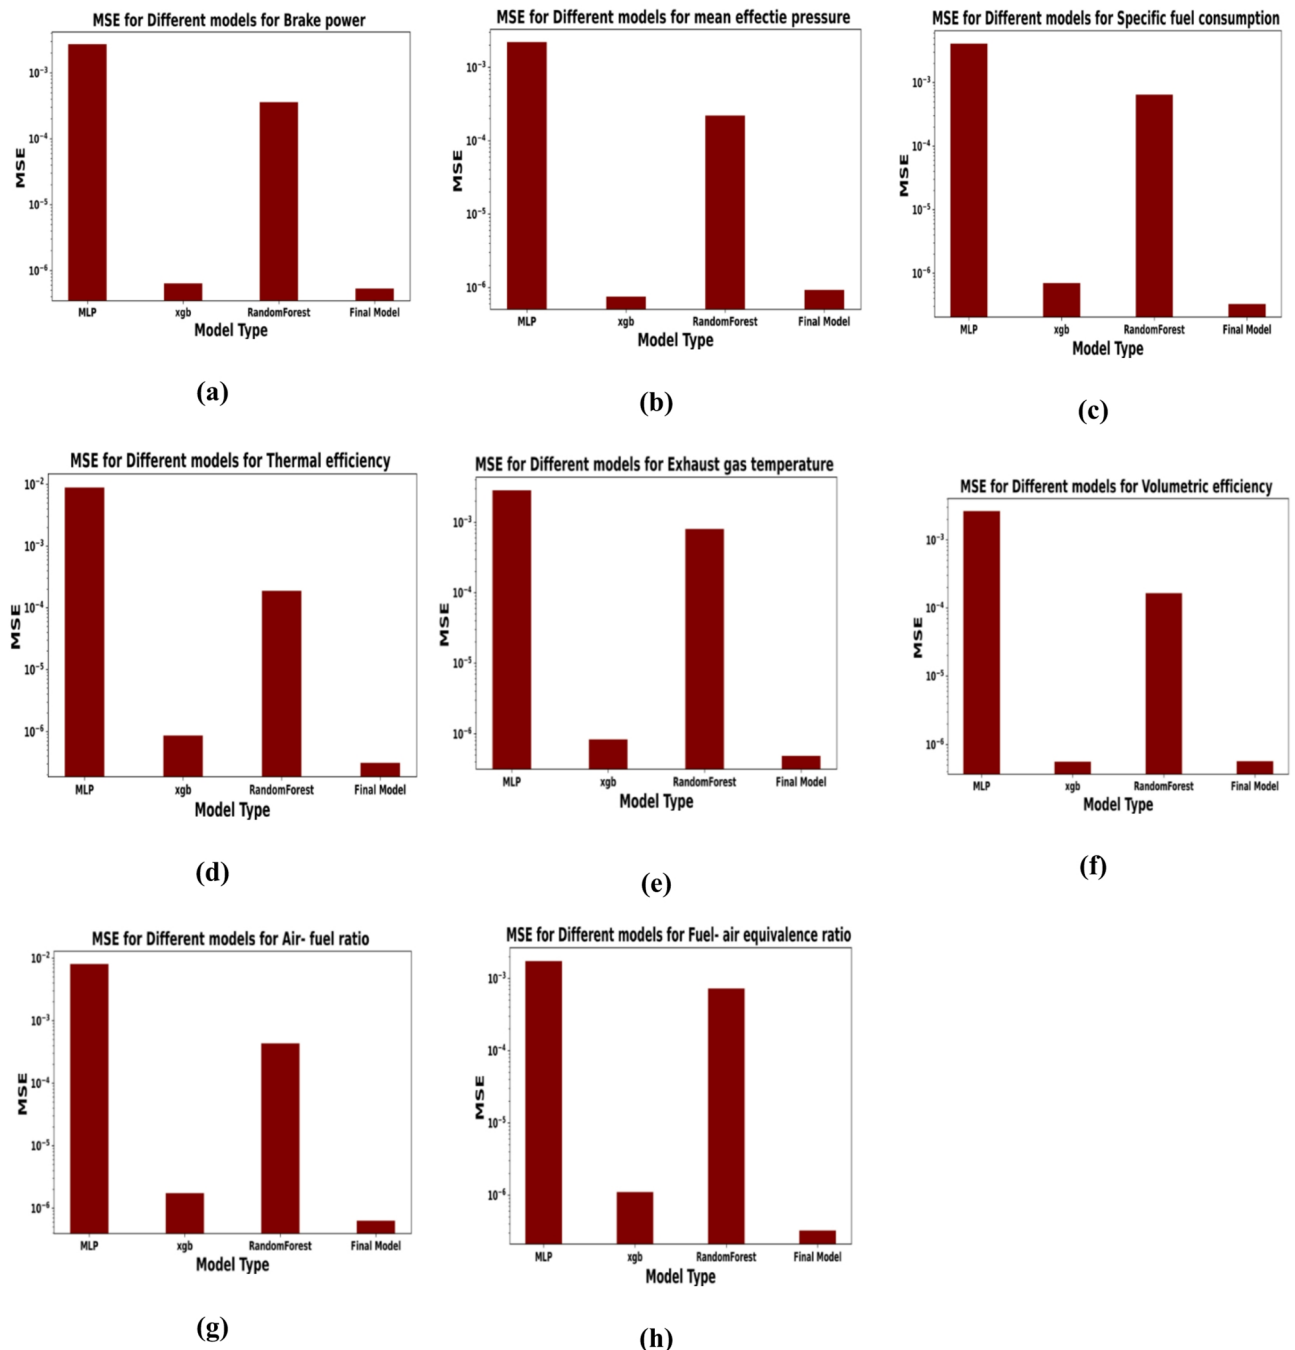 MSE for Different models for Brake power
10⁻³
10⁻⁴
10⁻⁵
10⁻⁶
MSE
MLP xgb RandomForest Final Model
Model Type
(a)
MSE for Different models for mean effectie pressure
10⁻³
10⁻⁴
10⁻⁵
10⁻⁶
MSE
MLP xgb RandomForest Final Model
Model Type
(b)
MSE for Different models for Specific fuel consumption
10⁻³
10⁻⁴
10⁻⁵
10⁻⁶
MSE
MLP xgb RandomForest Final Model
Model Type
(c)
MSE for Different models for Thermal efficiency
10⁻²
10⁻³
10⁻⁴
10⁻⁵
10⁻⁶
MSE
MLP xgb RandomForest Final Model
Model Type
(d)
MSE for Different models for Exhaust gas temperature
10⁻³
10⁻⁴
10⁻⁵
10⁻⁶
MSE
MLP xgb RandomForest Final Model
Model Type
(e)
MSE for Different models for Volumetric efficiency
10⁻³
10⁻⁴
10⁻⁵
10⁻⁶
MSE
MLP xgb RandomForest Final Model
Model Type
(f)
MSE for Different models for Air- fuel ratio
10⁻²
10⁻³
10⁻⁴
10⁻⁵
10⁻⁶
MSE
MLP xgb RandomForest Final Model
Model Type
(g)
MSE for Different models for Fuel- air equivalence ratio
10⁻³
10⁻⁴
10⁻⁵
10⁻⁶
MSE
MLP xgb RandomForest Final Model
Model Type
(h)